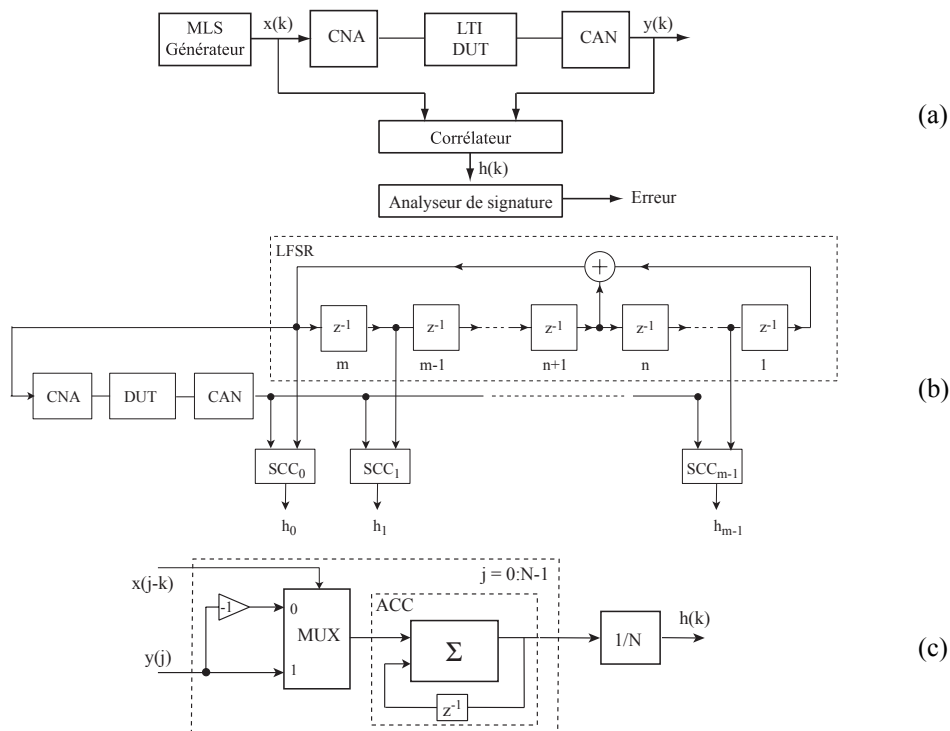 MLS
Générateur
x(k)
CNA
LTI
DUT
CAN
y(k)
Corrélateur
h(k)
Analyseur de signature
Erreur
(a)
LFSR
+
z-1
z-1
z-1
z-1
z-1
m
m-1
n+1
n
1
(b)
CNA
DUT
CAN
SCC0
SCC1
SCCm-1
h0
h1
hm-1
x(j-k)
j = 0:N-1
-1
0
MUX
1
y(j)
ACC
Σ
z-1
1/N
h(k)
(c)